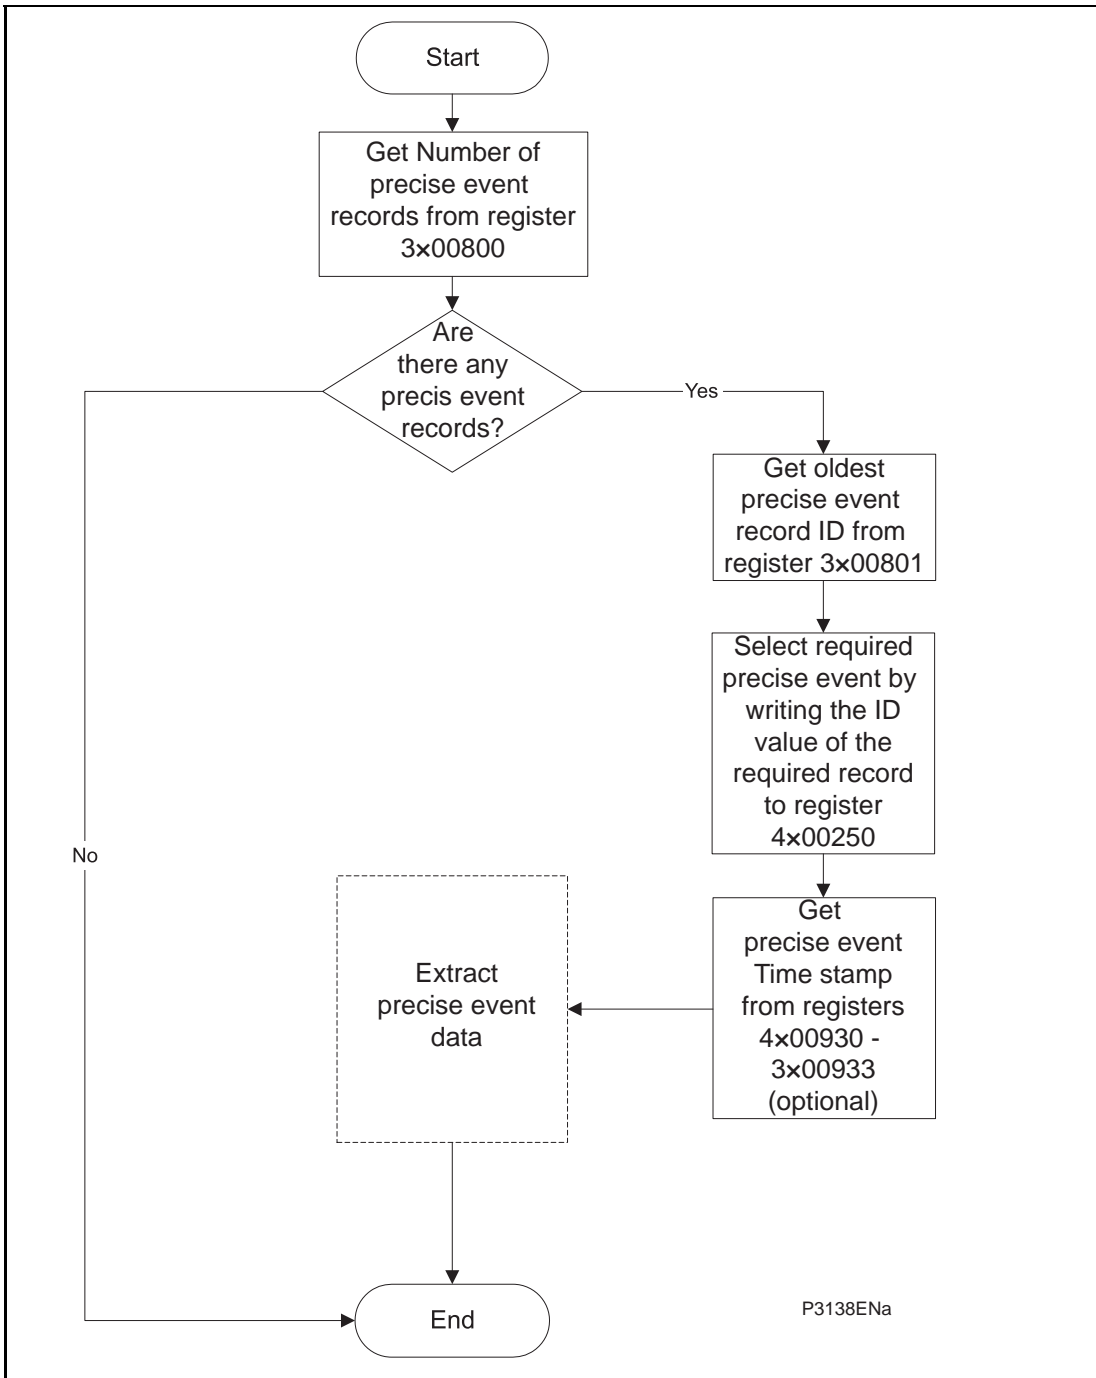 Start
Get Number of
precise event
records from register
3×00800
Are
there any
precis event
records?
Yes
Get oldest
precise event
record ID from
register 3×00801
Select required
precise event by
writing the ID
value of the
required record
to register
4×00250
No
Get
precise event
Time stamp
from registers
4×00930 -
3×00933
(optional)
Extract
precise event
data
End
P3138ENa